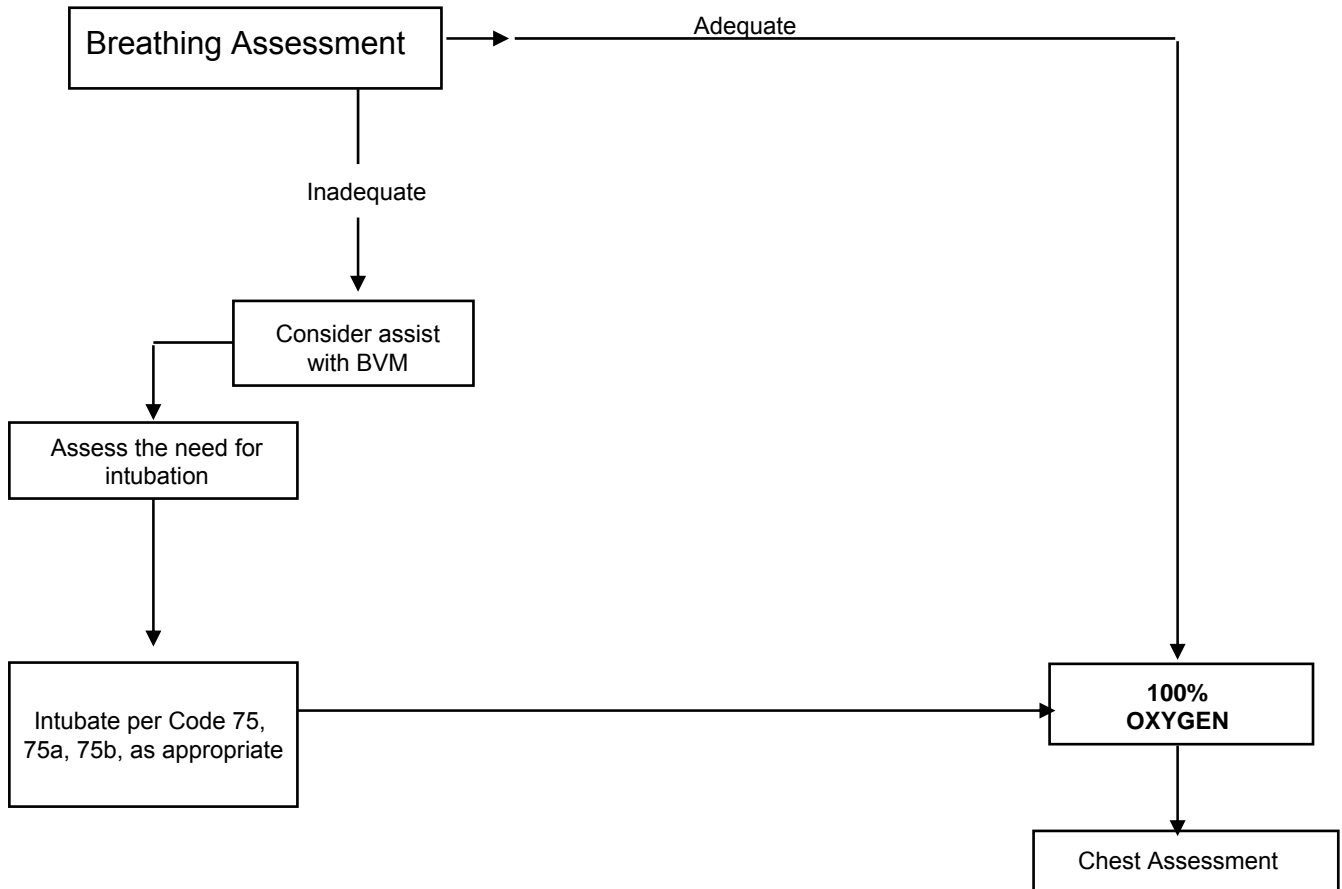 Breathing Assessment
Adequate
Inadequate
Consider assist
with BVM
Assess the need for
intubation
Intubate per Code 75,
75a, 75b, as appropriate
100%
OXYGEN
Chest Assessment